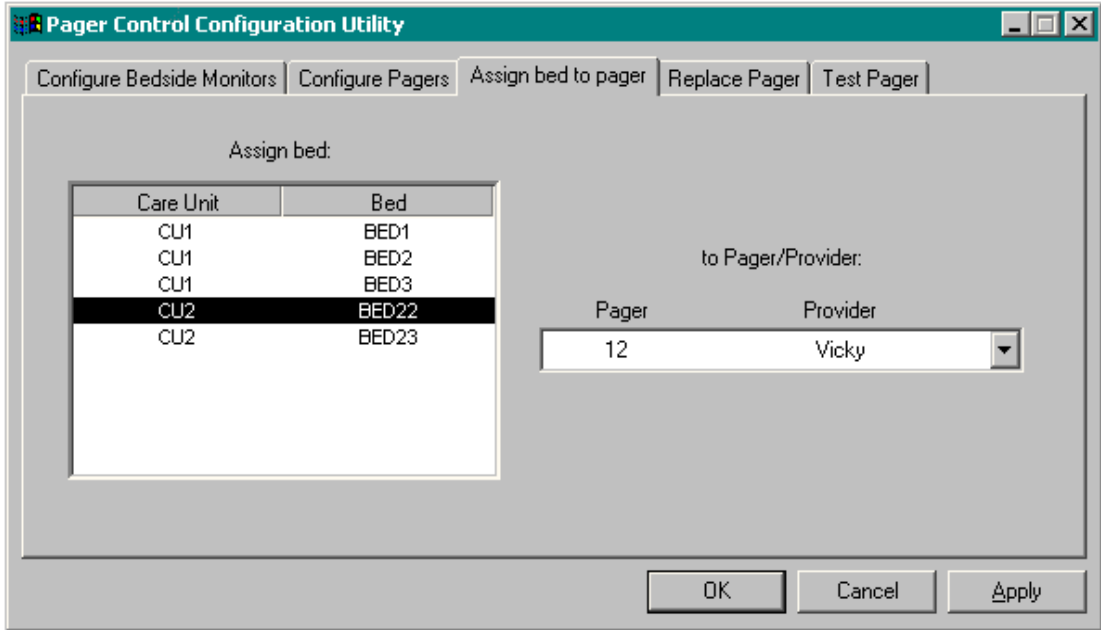 Pager Control Configuration Utility
Configure Bedside Monitors Configure Pagers Assign bed to pager Replace Pager Test Pager
Assign bed:
Care Unit Bed
CU1 BED1
CU1 BED2
CU1 BED3
CU2 BED22
CU2 BED23
to Pager/Provider:
Pager Provider
12 Vicky
OK Cancel Apply